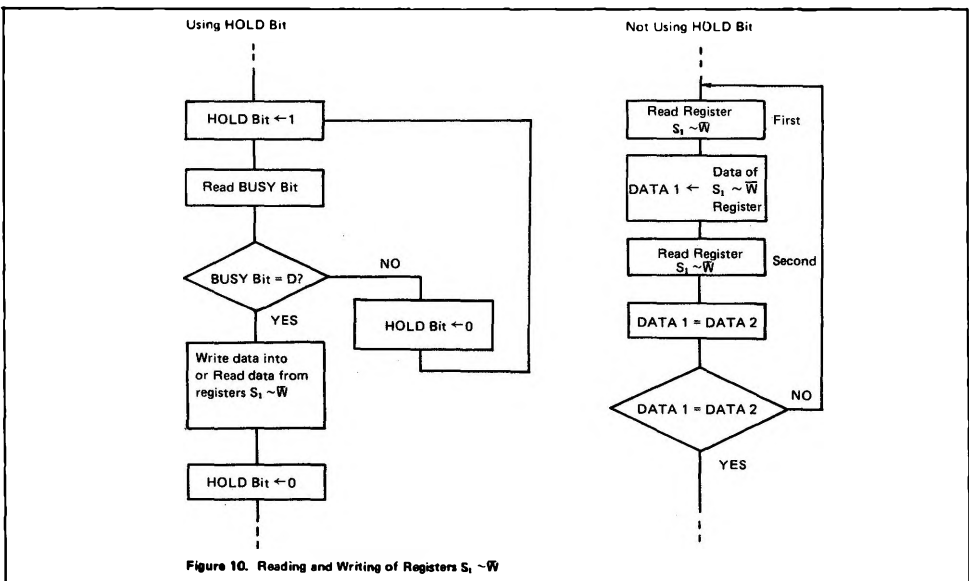 Using HOLD Bit
HOLD Bit ←1
Read BUSY Bit
BUSY Bit = D?
NO
YES
HOLD Bit ←0
Write data into
or Read data from
registers S₁ ~W̅
HOLD Bit ←0
Not Using HOLD Bit
Read Register
S₁ ~W̅
First
DATA 1 ←
Data of
S₁ ~ W̅
Register
Read Register
S₁ ~W̅
Second
DATA 1 = DATA 2
DATA 1 = DATA 2
NO
YES
Figure 10. Reading and Writing of Registers S₁ ~W̅